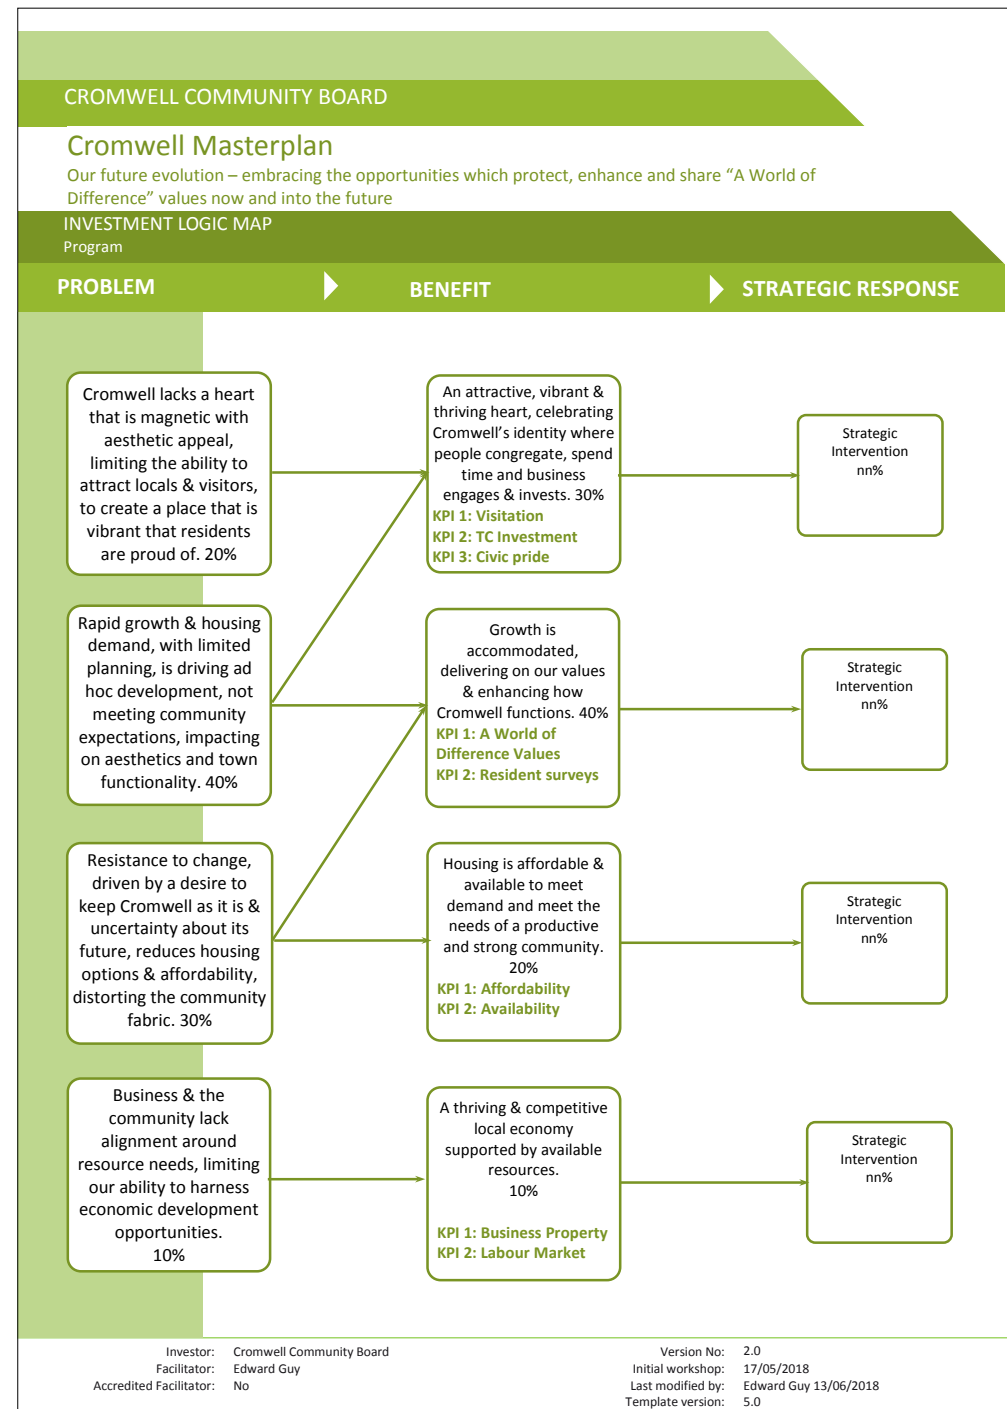 CROMWELL COMMUNITY BOARD
Cromwell Masterplan
Our future evolution – embracing the opportunities which protect, enhance and share “A World of
Difference” values now and into the future
INVESTMENT LOGIC MAP
Program
PROBLEM
BENEFIT
STRATEGIC RESPONSE
Cromwell lacks a heart
that is magnetic with
aesthetic appeal,
limiting the ability to
attract locals & visitors,
to create a place that is
vibrant that residents
are proud of. 20%
An attractive, vibrant &
thriving heart, celebrating
Cromwell’s identity where
people congregate, spend
time and business
engages & invests. 30%
KPI 1: Visitation
KPI 2: TC Investment
KPI 3: Civic pride
Strategic
Intervention
nn%
Rapid growth & housing
demand, with limited
planning, is driving ad
hoc development, not
meeting community
expectations, impacting
on aesthetics and town
functionality. 40%
Growth is
accommodated,
delivering on our values
& enhancing how
Cromwell functions. 40%
KPI 1: A World of
Difference Values
KPI 2: Resident surveys
Strategic
Intervention
nn%
Resistance to change,
driven by a desire to
keep Cromwell as it is &
uncertainty about its
future, reduces housing
options & affordability,
distorting the community
fabric. 30%
Housing is affordable &
available to meet
demand and meet the
needs of a productive
and strong community.
20%
KPI 1: Affordability
KPI 2: Availability
Strategic
Intervention
nn%
Business & the
community lack
alignment around
resource needs, limiting
our ability to harness
economic development
opportunities.
10%
A thriving & competitive
local economy
supported by available
resources.
10%
KPI 1: Business Property
KPI 2: Labour Market
Strategic
Intervention
nn%
Investor: Cromwell Community Board
Facilitator: Edward Guy
Accredited Facilitator: No
Version No: 2.0
Initial workshop: 17/05/2018
Last modified by: Edward Guy 13/06/2018
Template version: 5.0